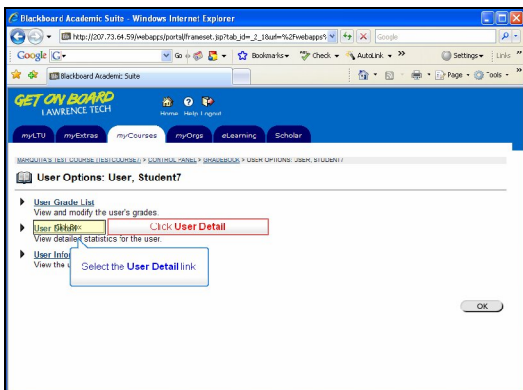 Blackboard Academic Suite - Windows Internet Explorer
http://207.73.64.59/webapps/portal/frameset.jsp?tab_id=_2_1&url=%2Fwebapps%
Google
Google G
Go
Bookmarks
Check
AutoLink
»
Settings
Links
»
Blackboard Academic Suite
Page
Tools
»
GET ON BOARD
LAWRENCE TECH
Home Help Logout
myLTU myExtras myCourses myOrgs eLearning Scholar
MARQUITA'S TEST COURSE (TESTCOURSE7) > CONTROL PANEL > GRADEBOOK > USER OPTIONS: USER, STUDENT7
User Options: User, Student7
User Grade List
View and modify the user's grades.
User Detail
Click User Detail
View detailed statistics for the user.
User Infor
View the u
Select the User Detail link
OK